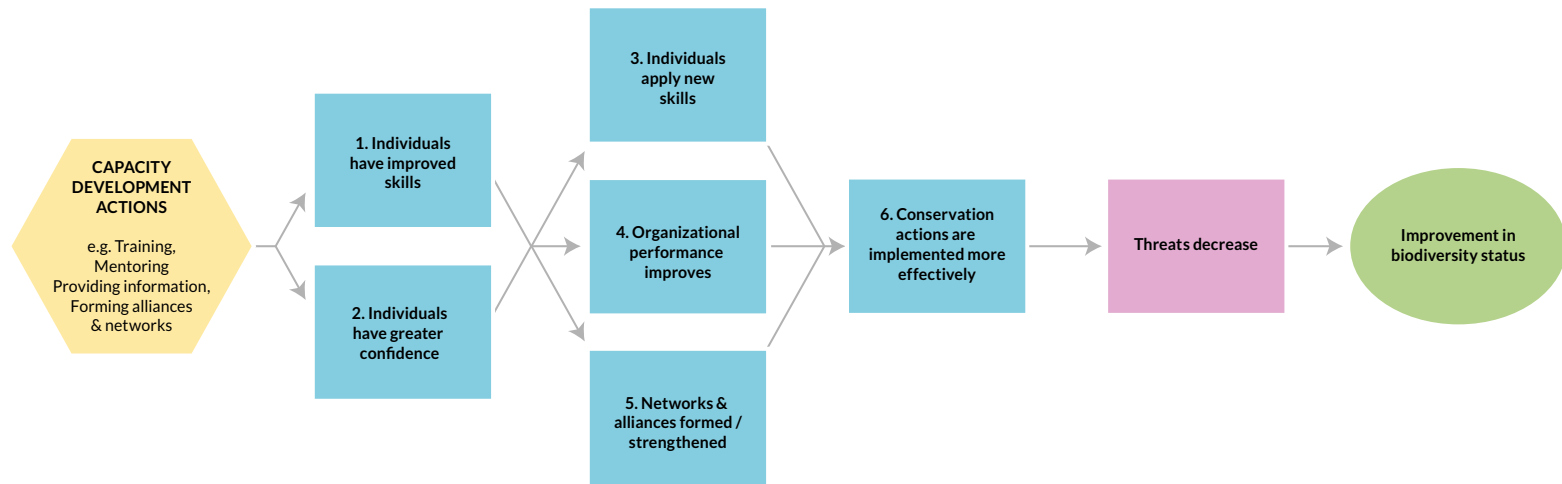 CAPACITY
DEVELOPMENT
ACTIONS
e.g. Training,
Mentoring
Providing information,
Forming alliances
& networks
1. Individuals
have improved
skills
2. Individuals
have greater
confidence
3. Individuals
apply new
skills
4. Organizational
performance
improves
5. Networks &
alliances formed /
strengthened
6. Conservation
actions are
implemented more
effectively
Threats decrease
Improvement in
biodiversity status